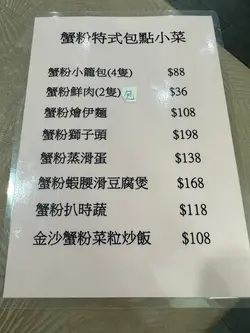 蟹粉特式包點小菜
蟹粉小籠包(4隻) $88
蟹粉鮮肉(2隻)包 $36
蟹粉燴伊麵 $108
蟹粉獅子頭 $198
蟹粉蒸滑蛋 $138
蟹粉蝦腰滑豆腐煲 $168
蟹粉扒時蔬 $118
金沙蟹粉菜粒炒飯 $108